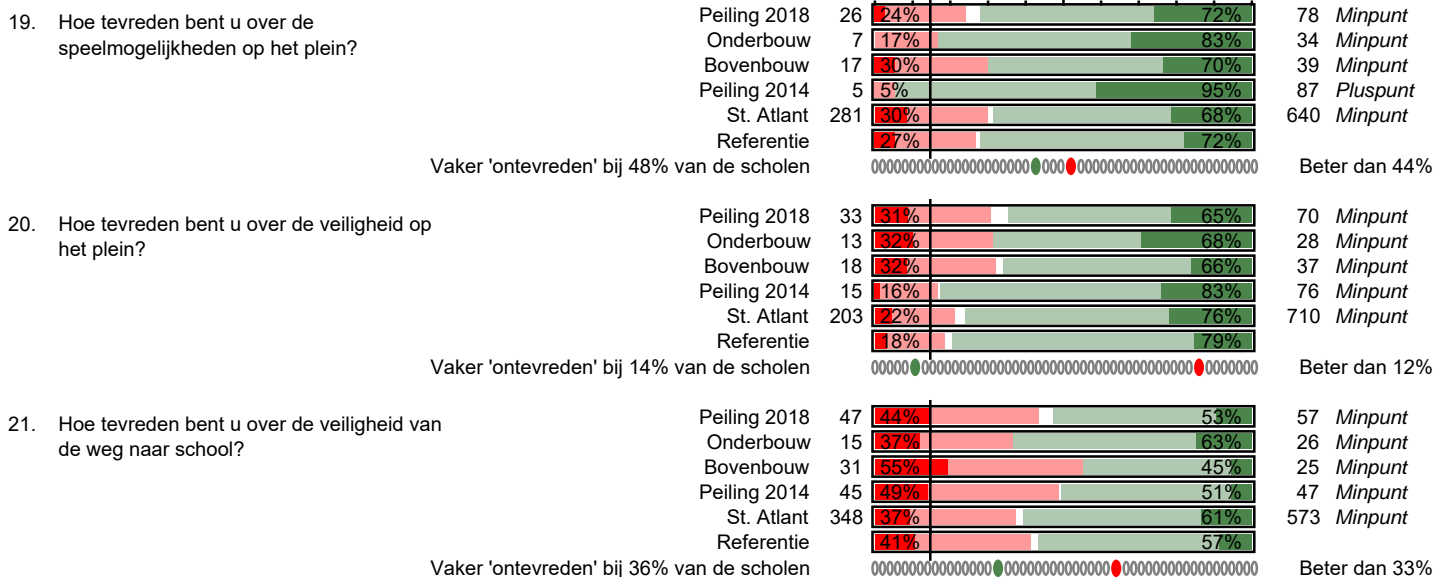 19. Hoe tevreden bent u over de speelmogelijkheden op het plein?
Peiling 2018 26 24% 72% 78 Minpunt
Onderbouw 7 17% 83% 34 Minpunt
Bovenbouw 17 30% 70% 39 Minpunt
Peiling 2014 5 5% 95% 87 Pluspunt
St. Atlant 281 30% 68% 640 Minpunt
Referentie 27% 72%
Vaker 'ontevreden' bij 48% van de scholen Beter dan 44%
20. Hoe tevreden bent u over de veiligheid op het plein?
Peiling 2018 33 31% 65% 70 Minpunt
Onderbouw 13 32% 68% 28 Minpunt
Bovenbouw 18 32% 66% 37 Minpunt
Peiling 2014 15 16% 83% 76 Minpunt
St. Atlant 203 22% 76% 710 Minpunt
Referentie 18% 79%
Vaker 'ontevreden' bij 14% van de scholen Beter dan 12%
21. Hoe tevreden bent u over de veiligheid van de weg naar school?
Peiling 2018 47 44% 53% 57 Minpunt
Onderbouw 15 37% 63% 26 Minpunt
Bovenbouw 31 55% 45% 25 Minpunt
Peiling 2014 45 49% 51% 47 Minpunt
St. Atlant 348 37% 61% 573 Minpunt
Referentie 41% 57%
Vaker 'ontevreden' bij 36% van de scholen Beter dan 33%